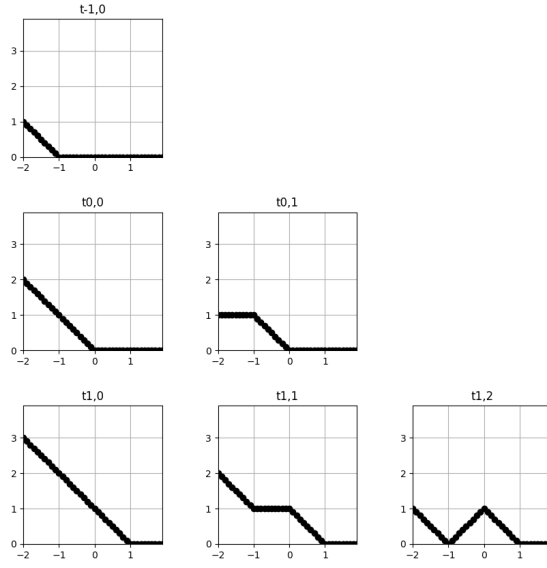 t-1,0
3
2
1
0
−2 −1 0 1
t0,0 t0,1
3 3
2 2
1 1
0 0
−2 −1 0 1 −2 −1 0 1
t1,0 t1,1 t1,2
3 3 3
2 2 2
1 1 1
0 0 0
−2 −1 0 1 −2 −1 0 1 −2 −1 0 1